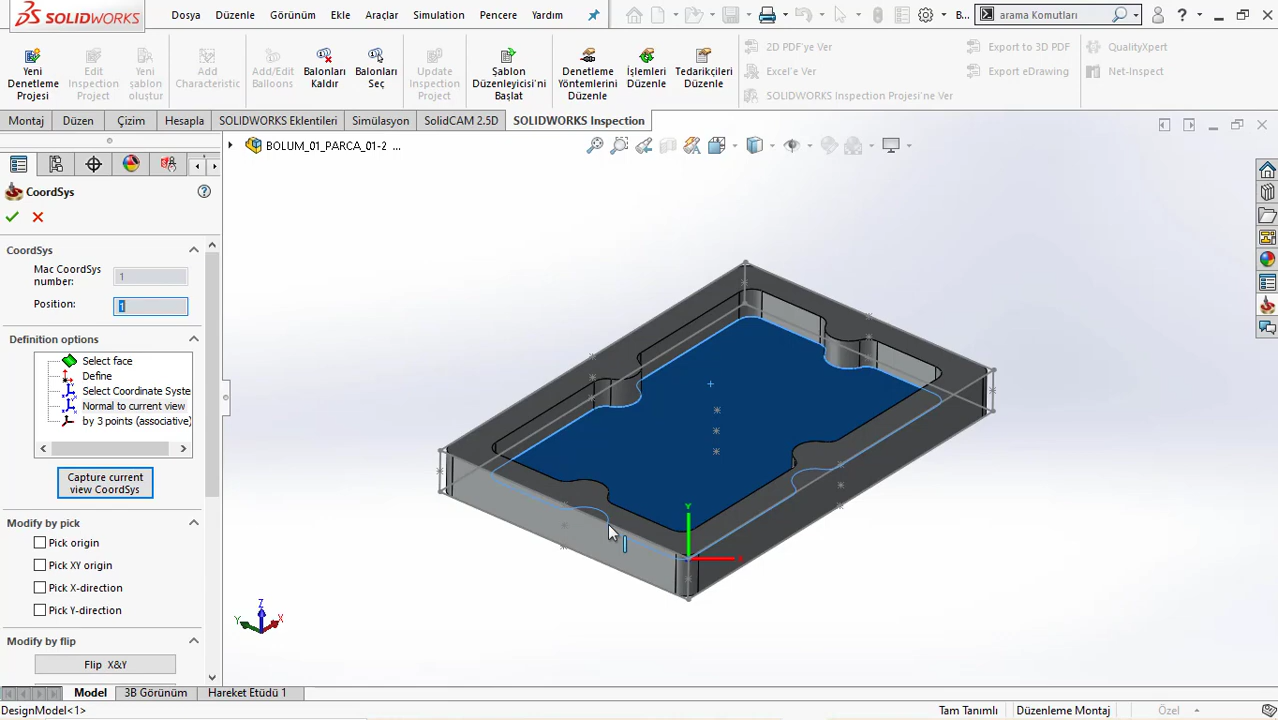 SOLIDWORKS
Dosya Düzenle Görünüm Ekle Araçlar Simulation Pencere Yardım
B...
arama Komutları
?
Yeni Denetleme Projesi
Edit Inspection Project
Yeni şablon oluştur
Add Characteristic
Add/Edit Balloons
Balonları Kaldır
Balonları Seç
Update Inspection Project
Şablon Düzenleyicisi'ni Başlat
Denetleme Yöntemlerini Düzenle
İşlemleri Düzenle
Tedarikçileri Düzenle
2D PDF'ye Ver
Excel'e Ver
SOLIDWORKS Inspection Projesi'ne Ver
Export to 3D PDF
Export eDrawing
QualityXpert
Net-Inspect
Montaj Düzen Çizim Hesapla SOLIDWORKS Eklentileri Simülasyon SolidCAM 2.5D SOLIDWORKS Inspection
BOLUM_01_PARCA_01-2 ...
CoordSys
CoordSys
Mac CoordSys number:
1
Position:
1
Definition options
Select face
Define
Select Coordinate Syste
Normal to current view
by 3 points (associative)
Capture current view CoordSys
Modify by pick
Pick origin
Pick XY origin
Pick X-direction
Pick Y-direction
Modify by flip
Flip X&Y
Y
Z
Y
X
Model 3B Görünüm Hareket Etüdü 1
DesignModel<1>
Tam Tanımlı
Düzenleme Montaj
Özel